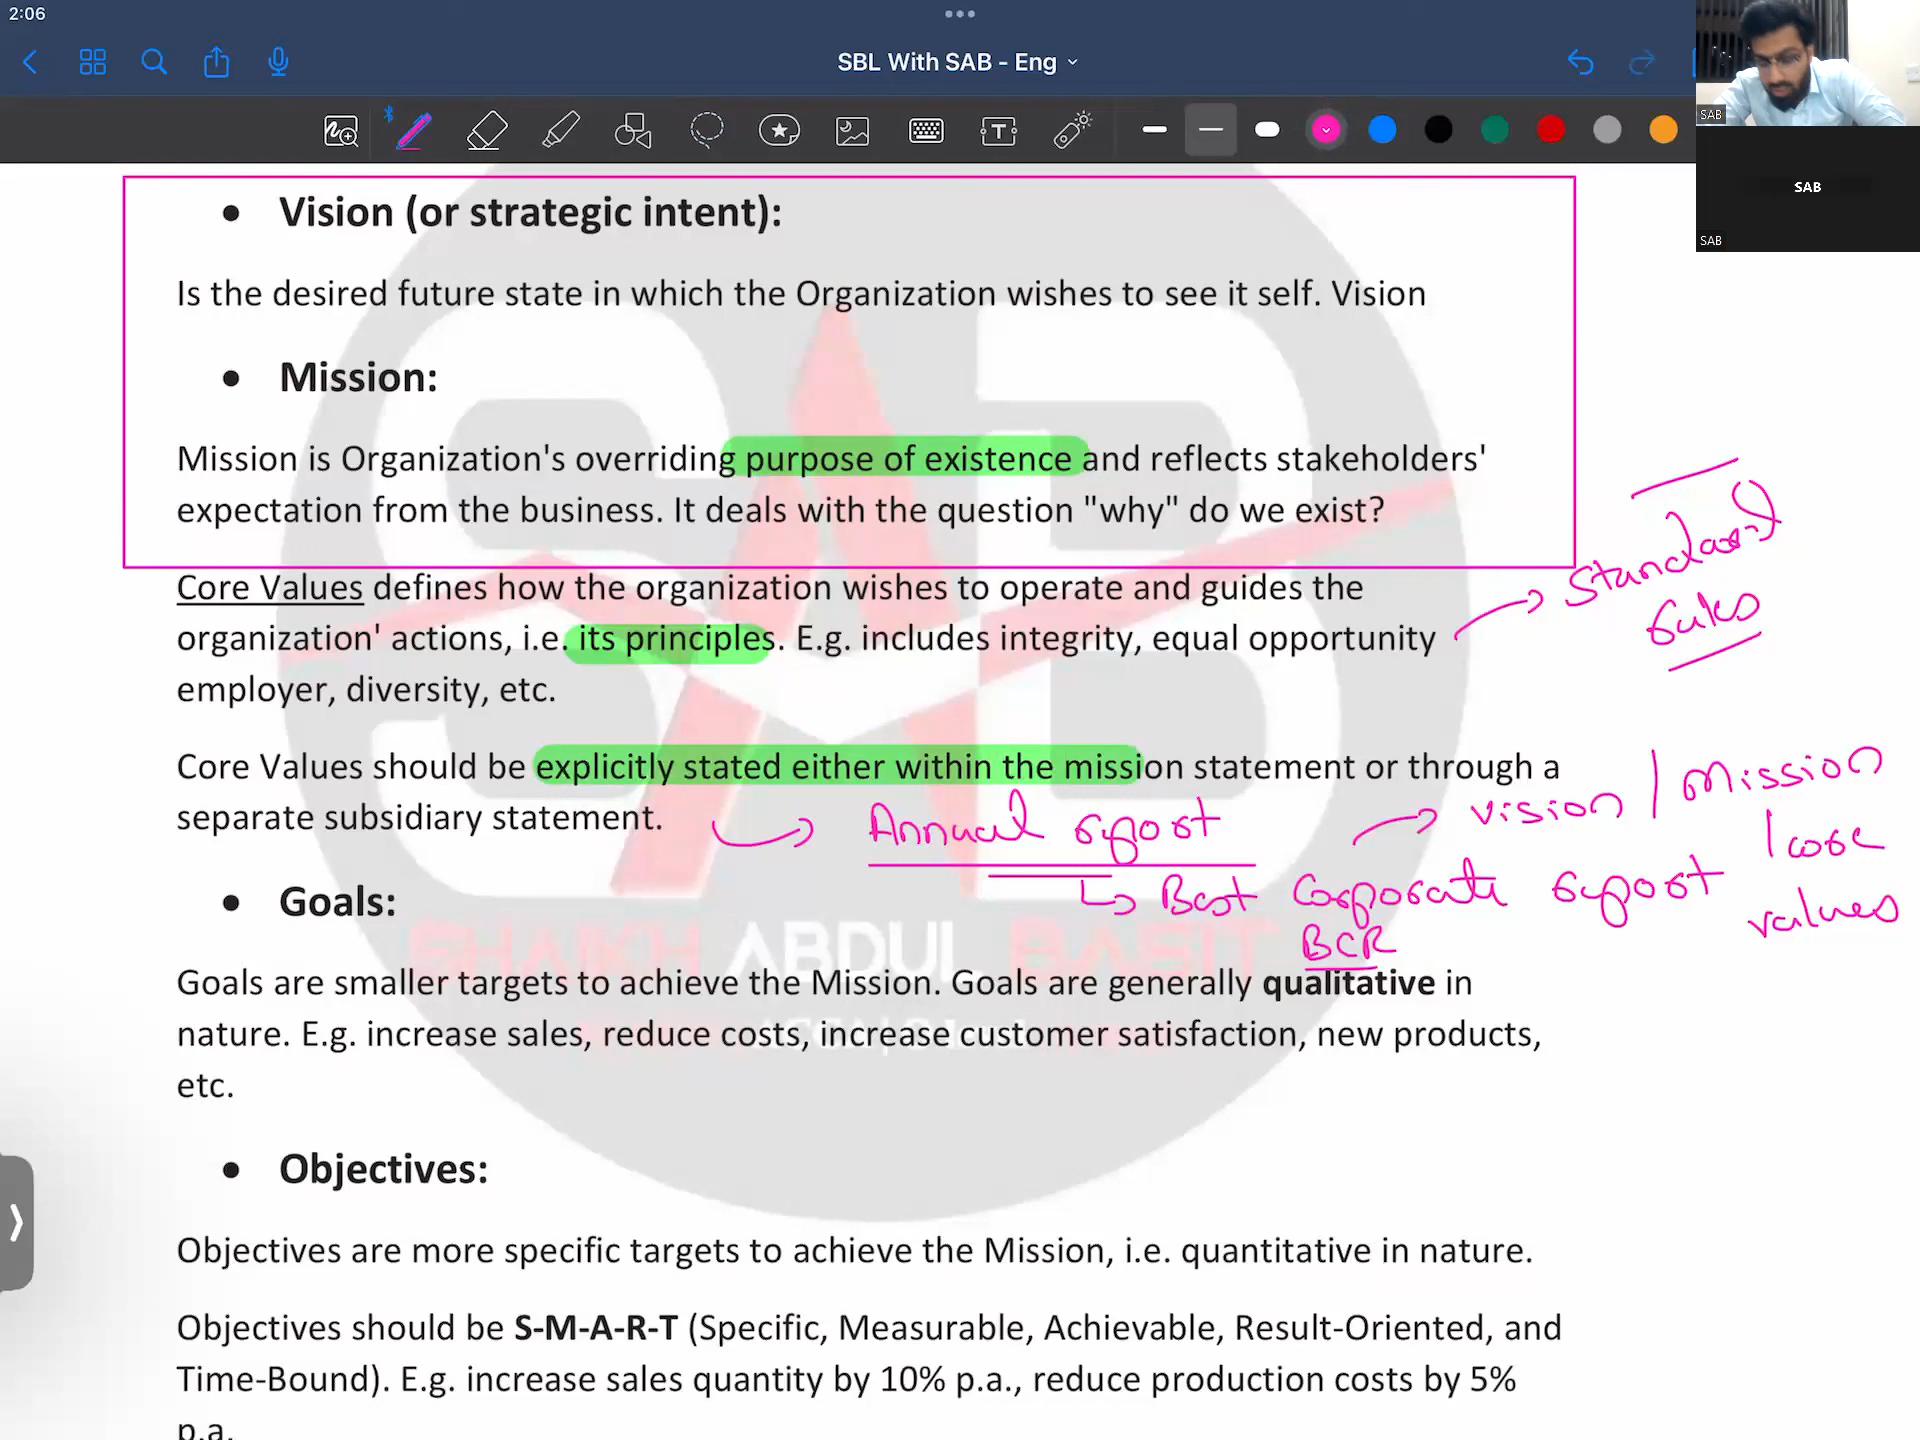 2:06
SBL With SAB - Eng
SAB
SAB
SAB
• Vision (or strategic intent):
Is the desired future state in which the Organization wishes to see it self. Vision
• Mission:
Mission is Organization's overriding purpose of existence and reflects stakeholders'
expectation from the business. It deals with the question "why" do we exist?
Core Values defines how the organization wishes to operate and guides the
organization' actions, i.e. its principles. E.g. includes integrity, equal opportunity
employer, diversity, etc.
Standard
rules
Core Values should be explicitly stated either within the mission statement or through a
separate subsidiary statement.
Annual report
vision / Mission
/ core
values
Best Corporate report
BCR
• Goals:
SHAIKH ABDUL BASIT
Goals are smaller targets to achieve the Mission. Goals are generally qualitative in
nature. E.g. increase sales, reduce costs, increase customer satisfaction, new products,
etc.
• Objectives:
Objectives are more specific targets to achieve the Mission, i.e. quantitative in nature.
Objectives should be S-M-A-R-T (Specific, Measurable, Achievable, Result-Oriented, and
Time-Bound). E.g. increase sales quantity by 10% p.a., reduce production costs by 5%
p.a.